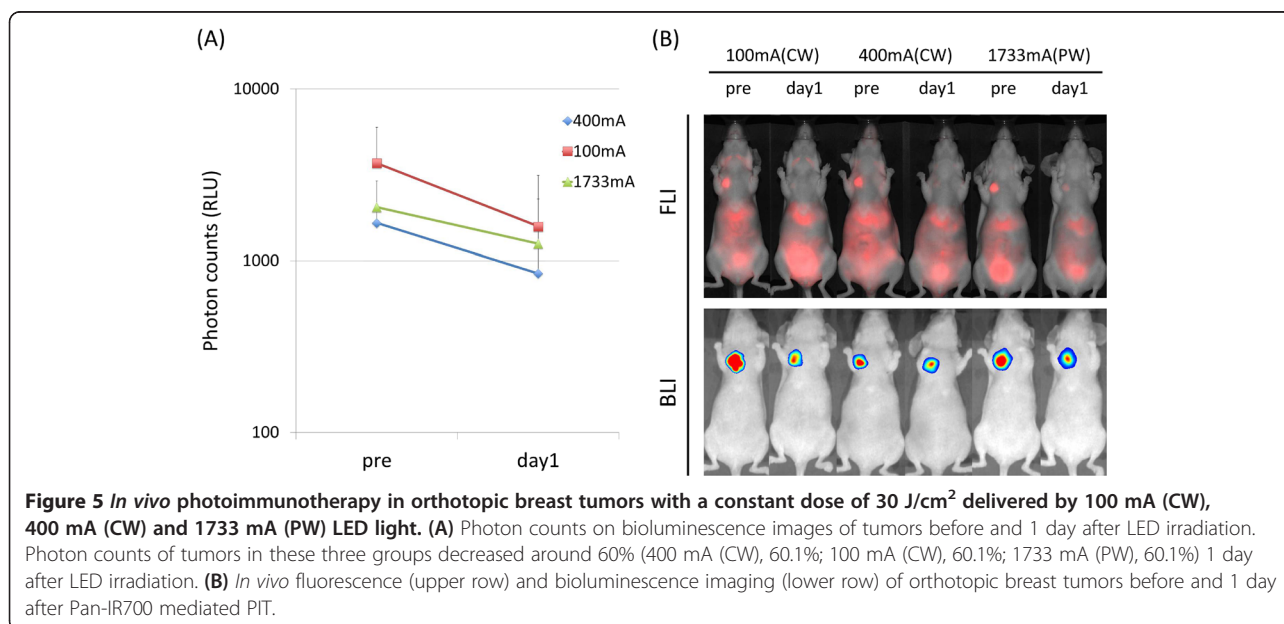 (A)
10000
1000
100
Photon counts (RLU)
pre
day1
400mA
100mA
1733mA
(B)
100mA(CW) 400mA(CW) 1733mA(PW)
pre day1 pre day1 pre day1
FLI
BLI
Figure 5 In vivo photoimmunotherapy in orthotopic breast tumors with a constant dose of 30 J/cm² delivered by 100 mA (CW),
400 mA (CW) and 1733 mA (PW) LED light. (A) Photon counts on bioluminescence images of tumors before and 1 day after LED irradiation.
Photon counts of tumors in these three groups decreased around 60% (400 mA (CW), 60.1%; 100 mA (CW), 60.1%; 1733 mA (PW), 60.1%) 1 day
after LED irradiation. (B) In vivo fluorescence (upper row) and bioluminescence imaging (lower row) of orthotopic breast tumors before and 1 day
after Pan-IR700 mediated PIT.